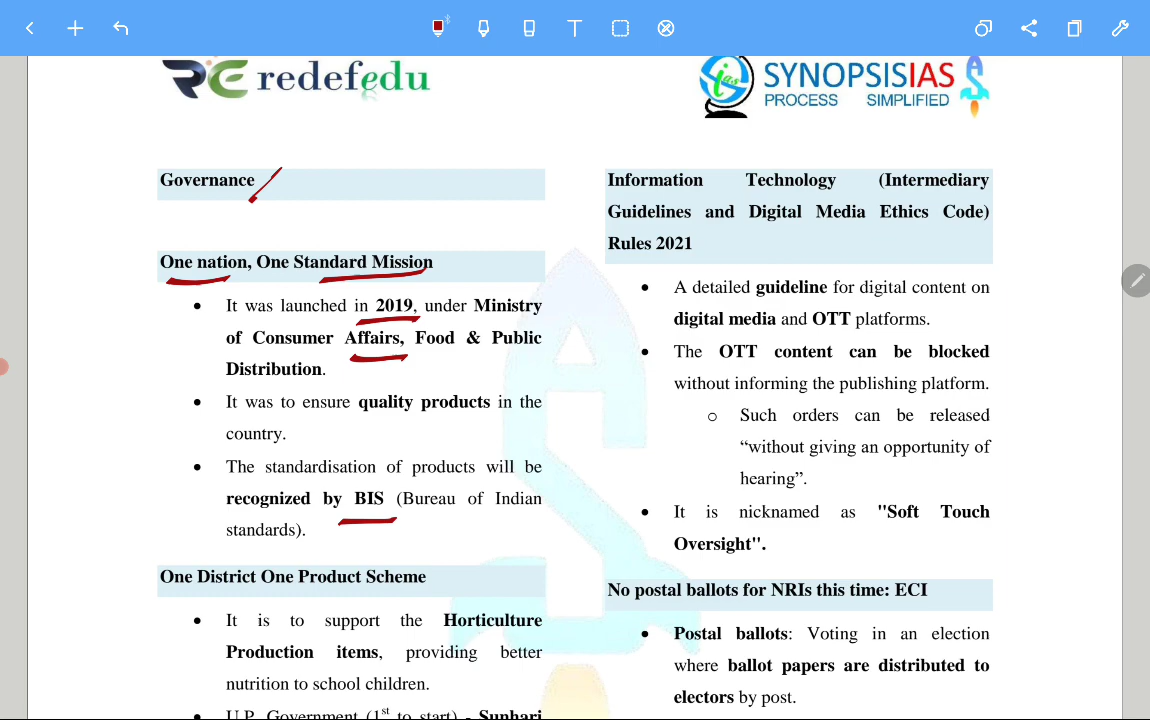 redefedu
ias
SYNOPSISIAS
PROCESS SIMPLIFIED
Governance
One nation, One Standard Mission
• It was launched in 2019, under Ministry
of Consumer Affairs, Food & Public
Distribution.
• It was to ensure quality products in the
country.
• The standardisation of products will be
recognized by BIS (Bureau of Indian
standards).
One District One Product Scheme
• It is to support the Horticulture
Production items, providing better
nutrition to school children.
• U.P. Government (1st to start) - Sunhari
Information Technology (Intermediary
Guidelines and Digital Media Ethics Code)
Rules 2021
• A detailed guideline for digital content on
digital media and OTT platforms.
• The OTT content can be blocked
without informing the publishing platform.
o Such orders can be released
“without giving an opportunity of
hearing”.
• It is nicknamed as "Soft Touch
Oversight".
No postal ballots for NRIs this time: ECI
• Postal ballots: Voting in an election
where ballot papers are distributed to
electors by post.